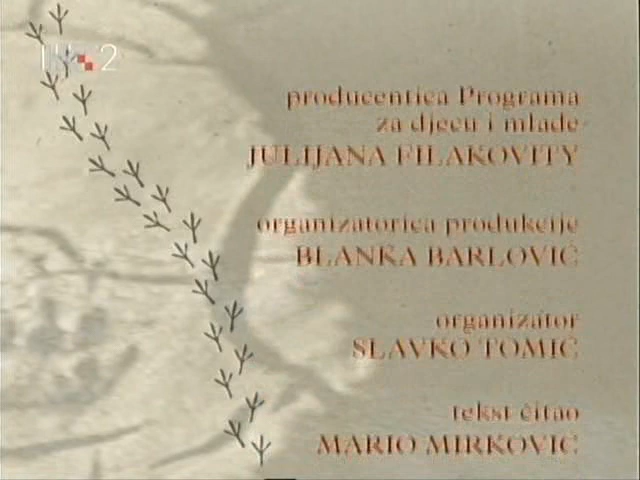 HRT 2
producentica Programa
za djecu i mlade
JULIJANA FILAKOVITY
organizatorica produkcije
BLANKA BARLOVIĆ
organizator
SLAVKO TOMIĆ
tekst čitao
MARIO MIRKOVIĆ